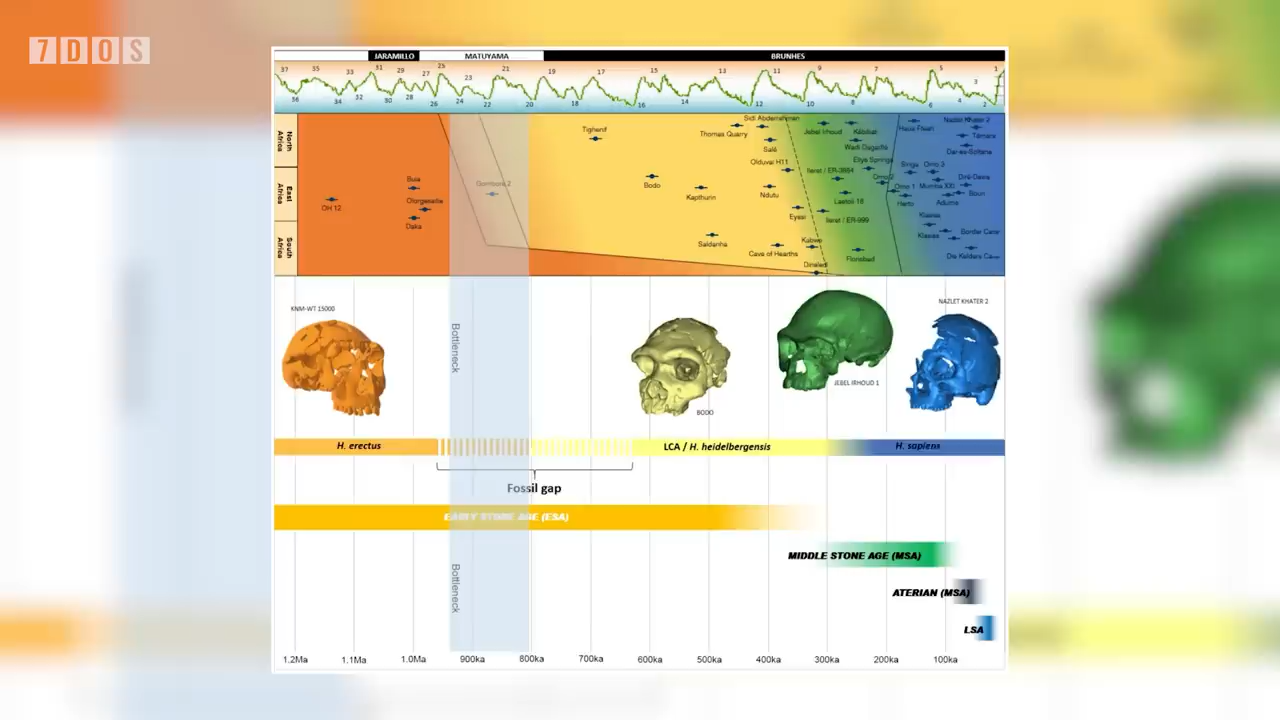 7DOS
JARAMILLO MATUYAMA BRUNHES
37 35 33 31 29 27 25 23 21 19 17 15 13 11 9 7 5 3 1
36 34 32 30 28 26 24 22 20 18 16 14 12 10 8 6 4 2
North Africa
East Africa
South Africa
Tighenif
Thomas Quarry
Sidi Abderrahman
Salé
Jebel Irhoud
Kébibat
Wadi Dagadlé
Haua Fteah
Nazlet Khater 2
Témara
Dar-es-Soltane
OH 12
Buia
Olorgesailie
Daka
Gombore 2
Bodo
Kapthurin
Olduvai H11
Ndutu
Eyasi
Ileret / ER-3884
Eliye Springs
Omo 2
Laetoli 18
Ileret / ER-999
Singa
Omo 3
Omo 1
Mumba XXI
Herto
Aduma
Diré-Dawa
Saldanha
Cave of Hearths
Kabwe
Dinaledi
Florisbad
Klasies
Klasies
Border Cave
Die Kelders Cave
KNM-WT 15000
Bottleneck
BODO
JEBEL IRHOUD 1
NAZLET KHATER 2
H. erectus
LCA / H. heidelbergensis
H. sapiens
Fossil gap
EARLY STONE AGE (ESA)
MIDDLE STONE AGE (MSA)
Bottleneck
ATERIAN (MSA)
LSA
1.2Ma 1.1Ma 1.0Ma 900ka 800ka 700ka 600ka 500ka 400ka 300ka 200ka 100ka